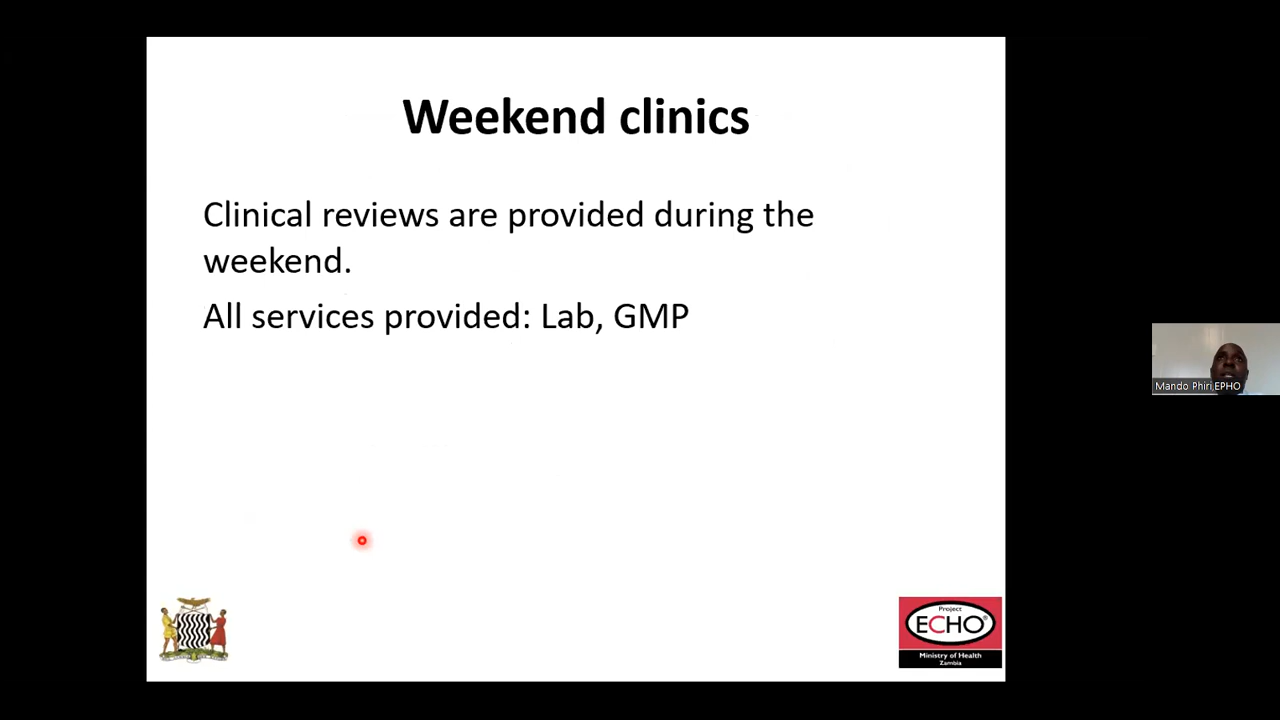 Weekend clinics
Clinical reviews are provided during the
weekend.
All services provided: Lab, GMP
Mando Phiri EPHO
Project
ECHO®
Ministry of Health
Zambia